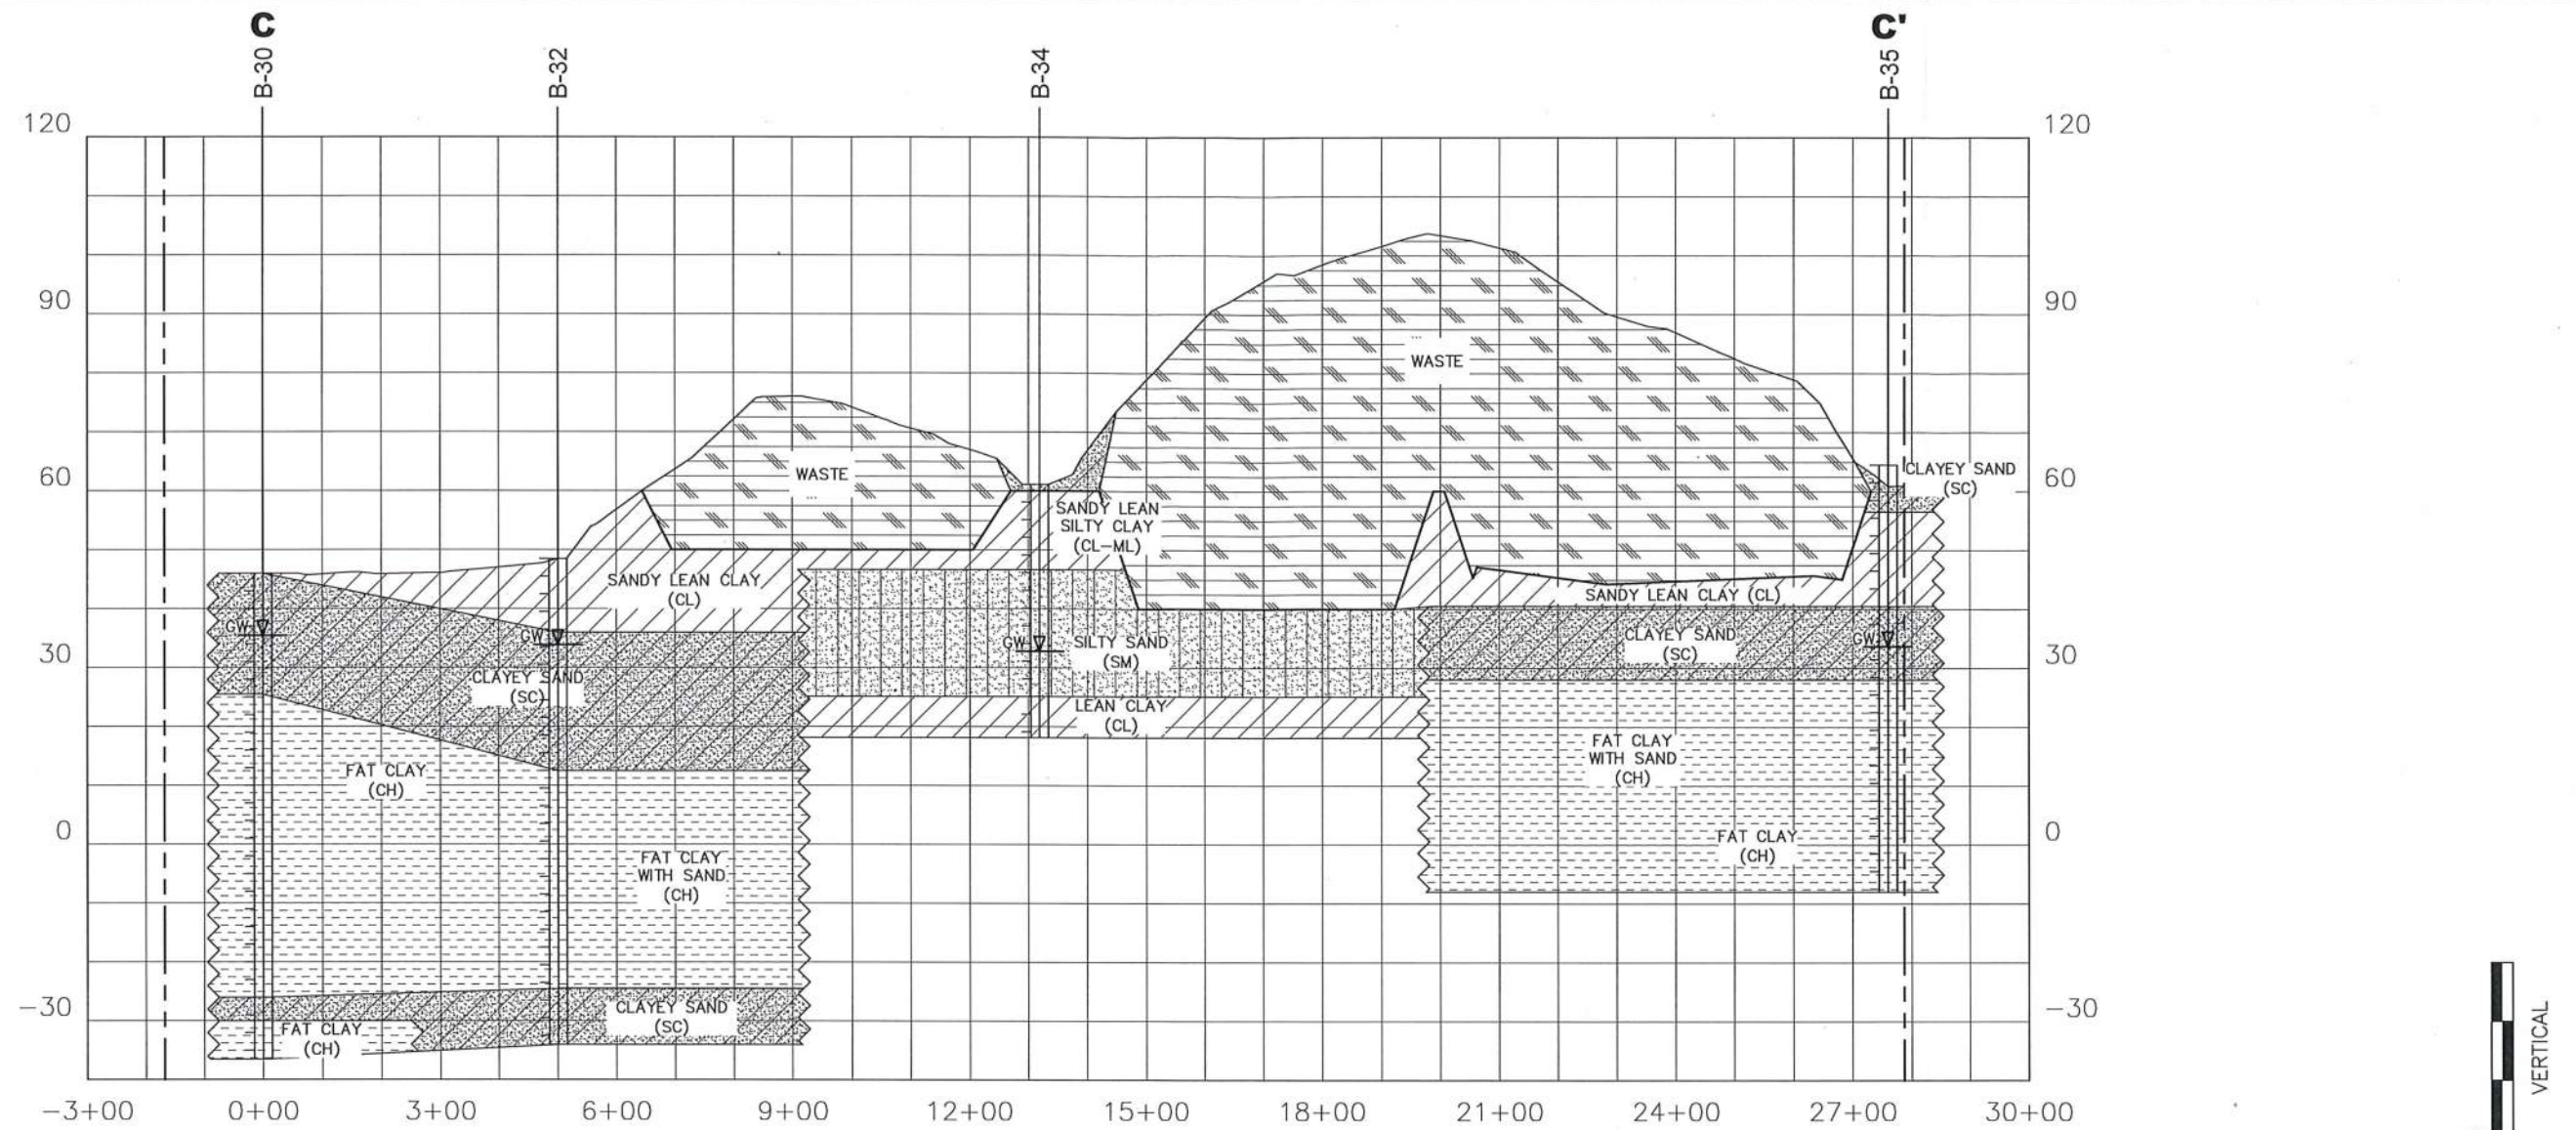 C
C'
B-30
B-32
B-34
B-35
120
120
90
90
WASTE
CLAYEY SAND
(SC)
60
60
WASTE
SANDY LEAN
SILTY CLAY
(CL-ML)
SANDY LEAN CLAY
(CL)
SANDY LEAN CLAY (CL)
GW
GW
GW
GW
SILTY SAND
(SM)
CLAYEY SAND
(SC)
30
30
CLAYEY SAND
(SC)
LEAN CLAY
(CL)
FAT CLAY
(CH)
FAT CLAY
WITH SAND
(CH)
0
0
FAT CLAY
(CH)
FAT CLAY
WITH SAND
(CH)
-30
-30
CLAYEY SAND
(SC)
FAT CLAY
(CH)
VERTICAL
-3+00
0+00
3+00
6+00
9+00
12+00
15+00
18+00
21+00
24+00
27+00
30+00